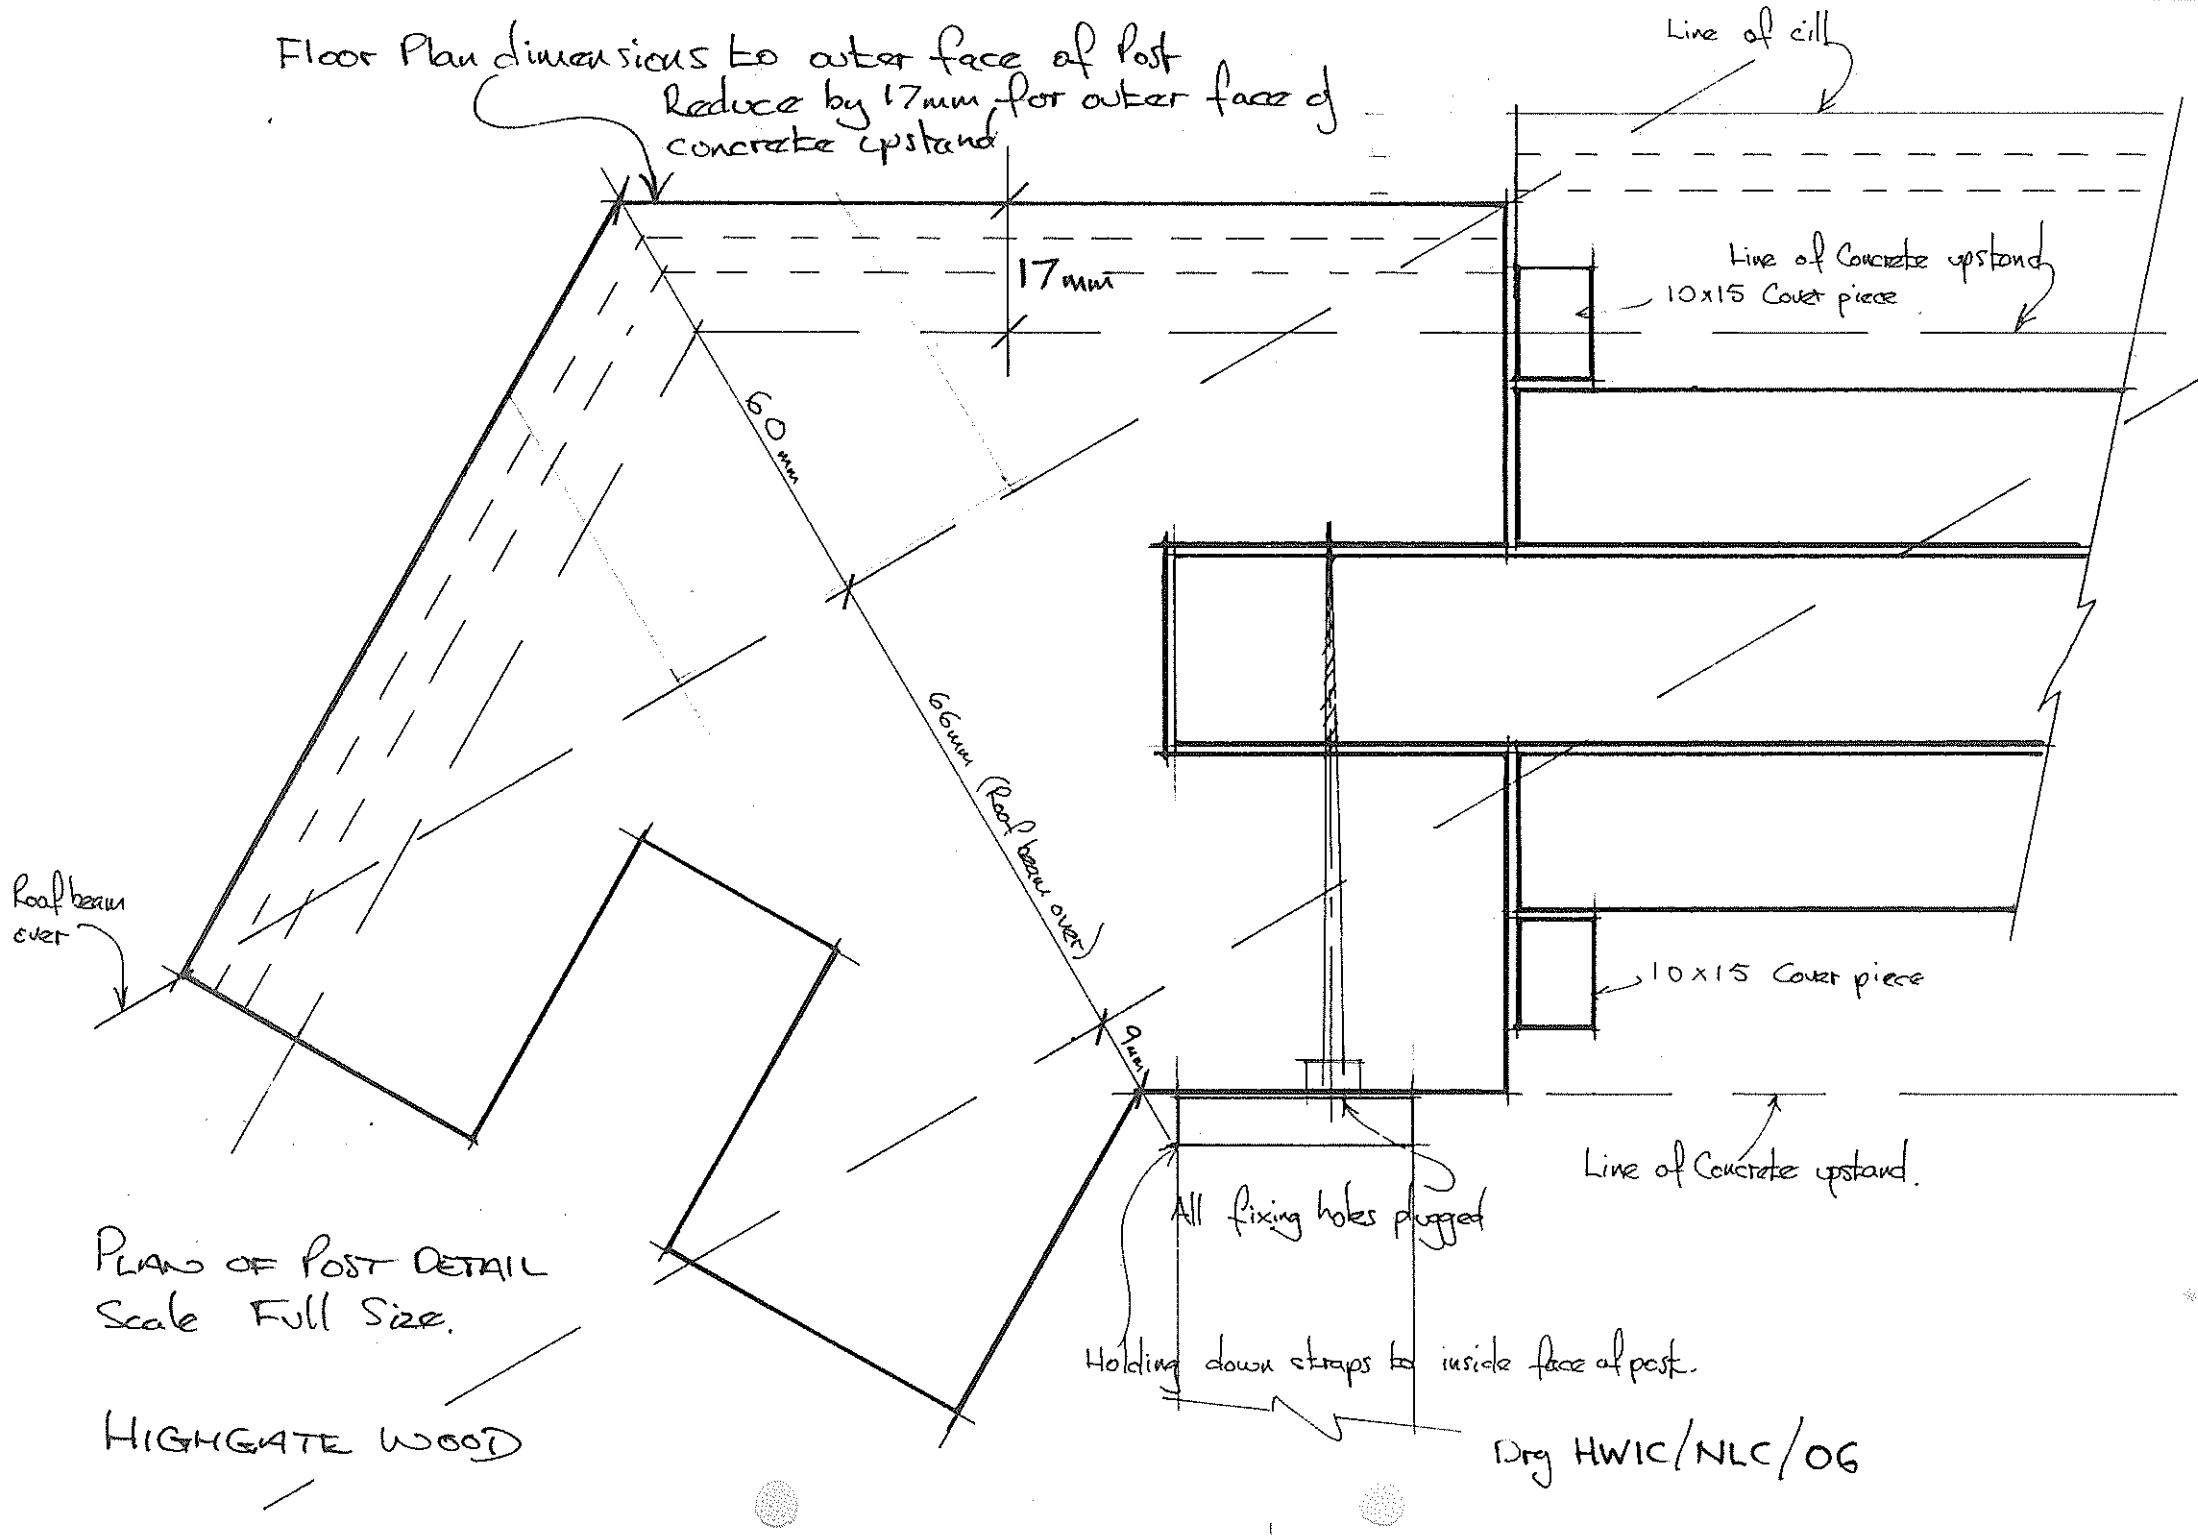 Floor Plan dimensions to outer face of Post
Reduce by 17mm for outer face of
concrete upstand
Line of cill
17mm
Line of Concrete upstand
10x15 Cover piece
60mm
66mm (Roof beam over)
9mm
Roof beam
over
10x15 Cover piece
Line of Concrete upstand.
All fixing holes plugged
Holding down straps to inside face of post.
PLAN OF POST DETAIL
Scale Full Size.
HIGHGATE WOOD
Drg HWIC/NLC/06